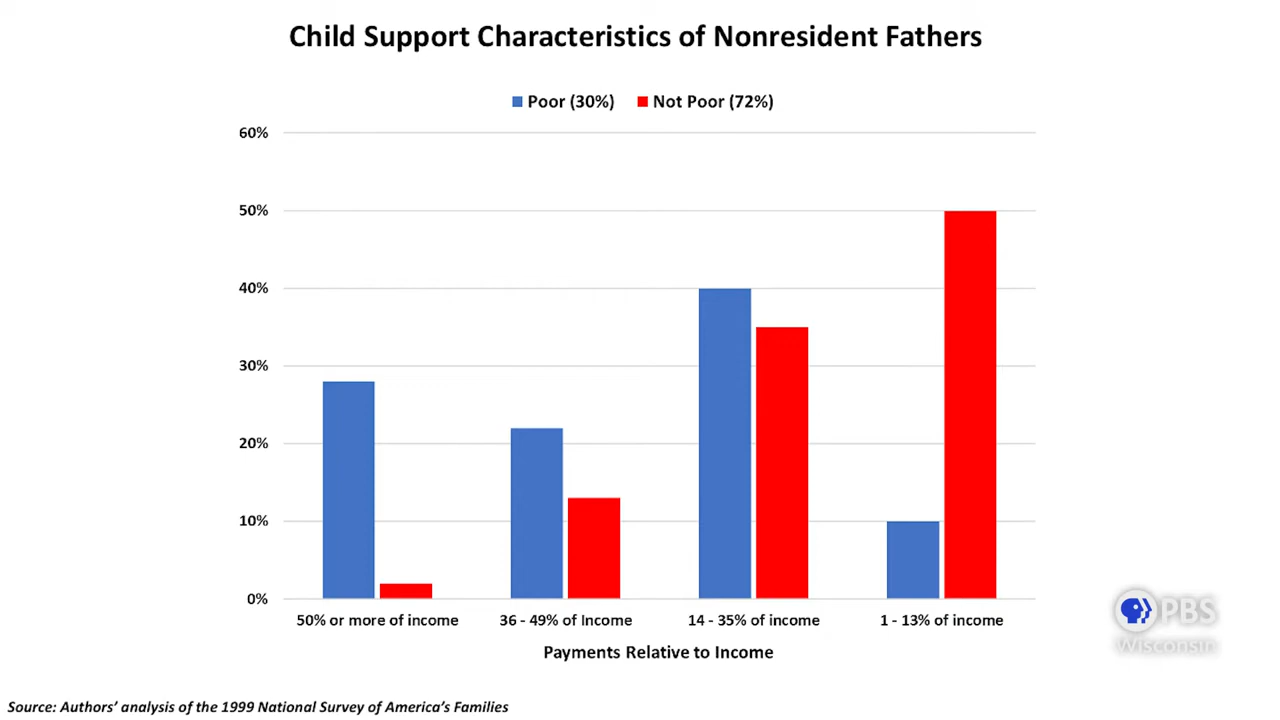 Child Support Characteristics of Nonresident Fathers
Poor (30%) Not Poor (72%)
60%
50%
40%
30%
20%
10%
0%
50% or more of income 36 - 49% of Income 14 - 35% of income 1 - 13% of income
Payments Relative to Income
PBS
Wisconsin
Source: Authors’ analysis of the 1999 National Survey of America’s Families